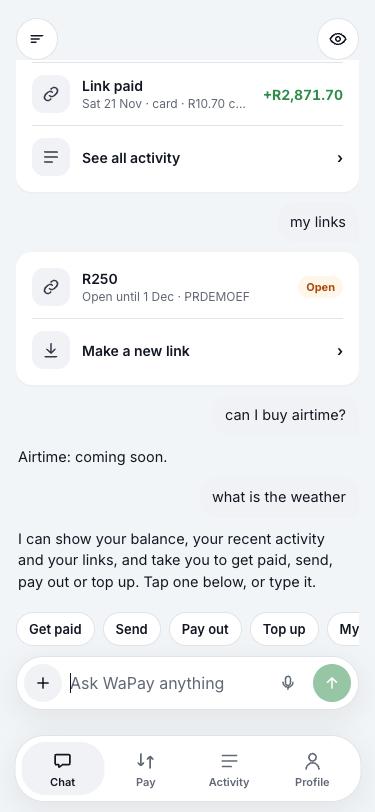 Link paid
+R2,871.70
Sat 21 Nov · card · R10.70 c...
See all activity
my links
R250
Open
Open until 1 Dec · PRDEMOEF
Make a new link
can I buy airtime?
Airtime: coming soon.
what is the weather
I can show your balance, your recent activity
and your links, and take you to get paid, send,
pay out or top up. Tap one below, or type it.
Get paid
Send
Pay out
Top up
My
Ask WaPay anything
Chat
Pay
Activity
Profile